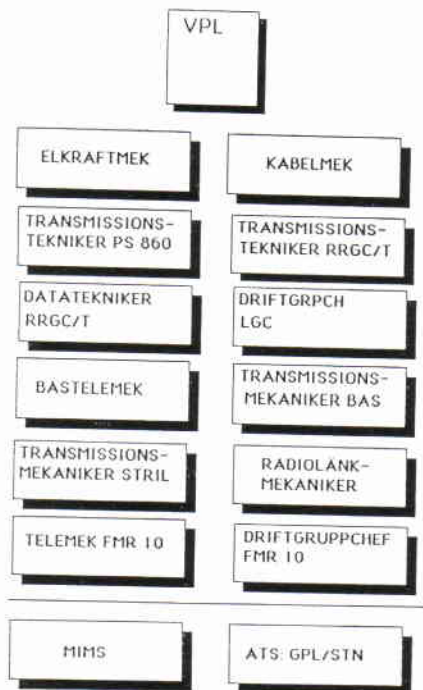 VPL
ELKRAFTMEK
KABELMEK
TRANSMISSIONS-
TEKNIKER PS 860
TRANSMISSIONS-
TEKNIKER RRGC/T
DATATEKNIKER
RRGC/T
DRIFTGRPCH
LGC
BASTELEMEK
TRANSMISSIONS-
MEKANIKER BAS
TRANSMISSIONS-
MEKANIKER STRIL
RADIOLANK-
MEKANIKER
TELEMEK FMR 10
DRIFTGRUPPCHEF
FMR 10
MIMS
ATS: GPL/STN